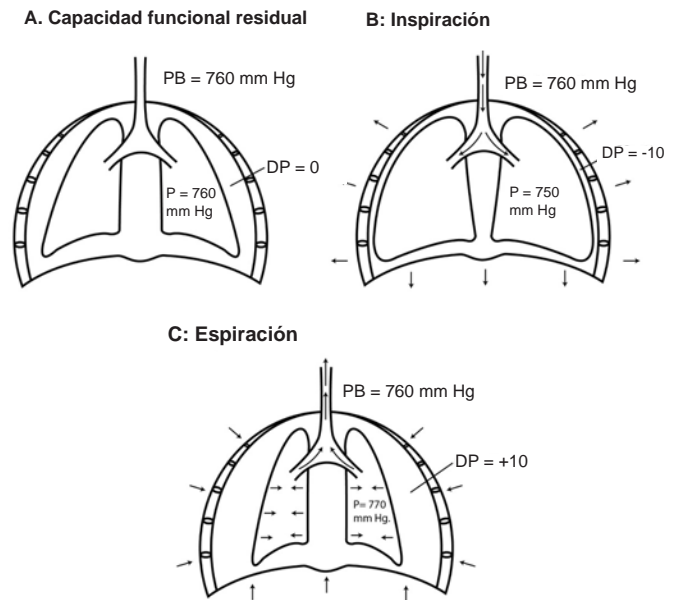 A. Capacidad funcional residual
PB = 760 mm Hg
DP = 0
P = 760
mm Hg
B: Inspiración
PB = 760 mm Hg
DP = -10
P = 750
mm Hg
C: Espiración
PB = 760 mm Hg
DP = +10
P= 770
mm Hg.